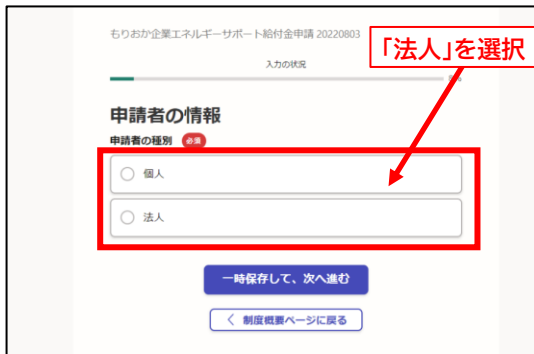 もりおか企業エネルギーサポート給付金申請 20220803
「法人」を選択
入力の状況
申請者の情報
申請者の種別 必須
個人
法人
一時保存して、次へ進む
く 制度概要ページに戻る